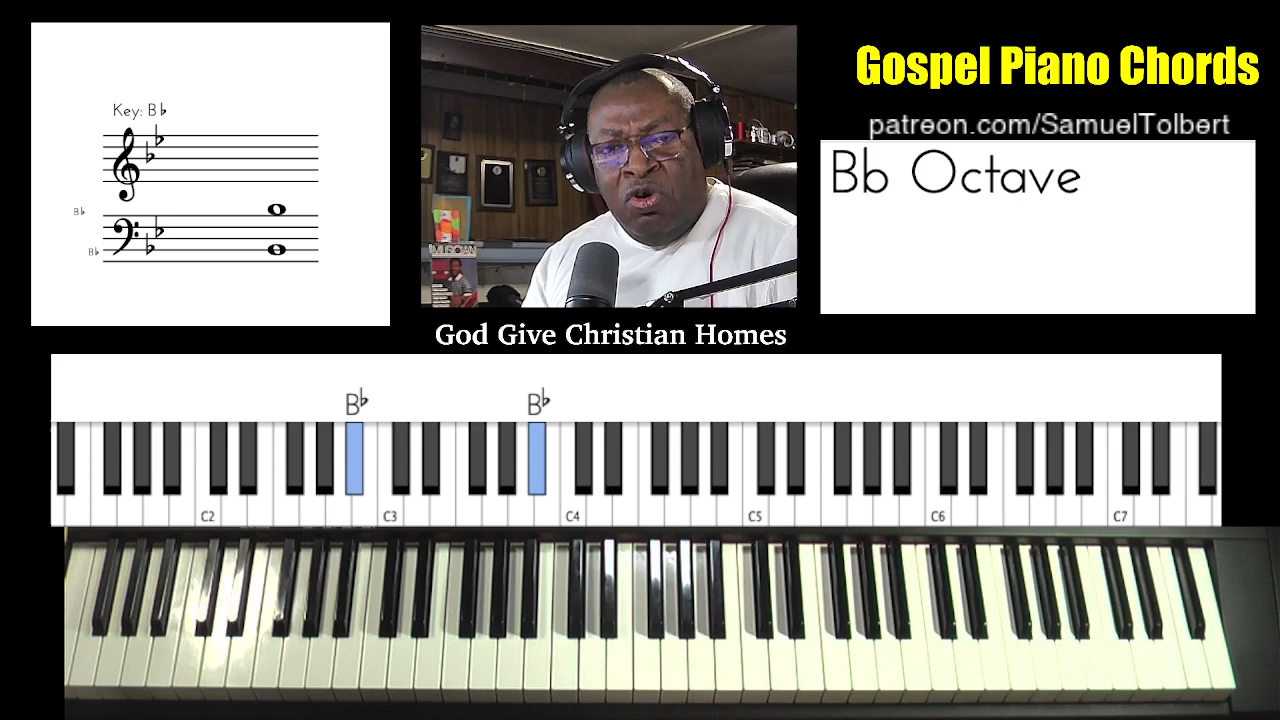 Key: B♭
B♭
B♭
MUSICIAN
God Give Christian Homes
Gospel Piano Chords
patreon.com/SamuelTolbert
Bb Octave
B♭ B♭
C2 C3 C4 C5 C6 C7